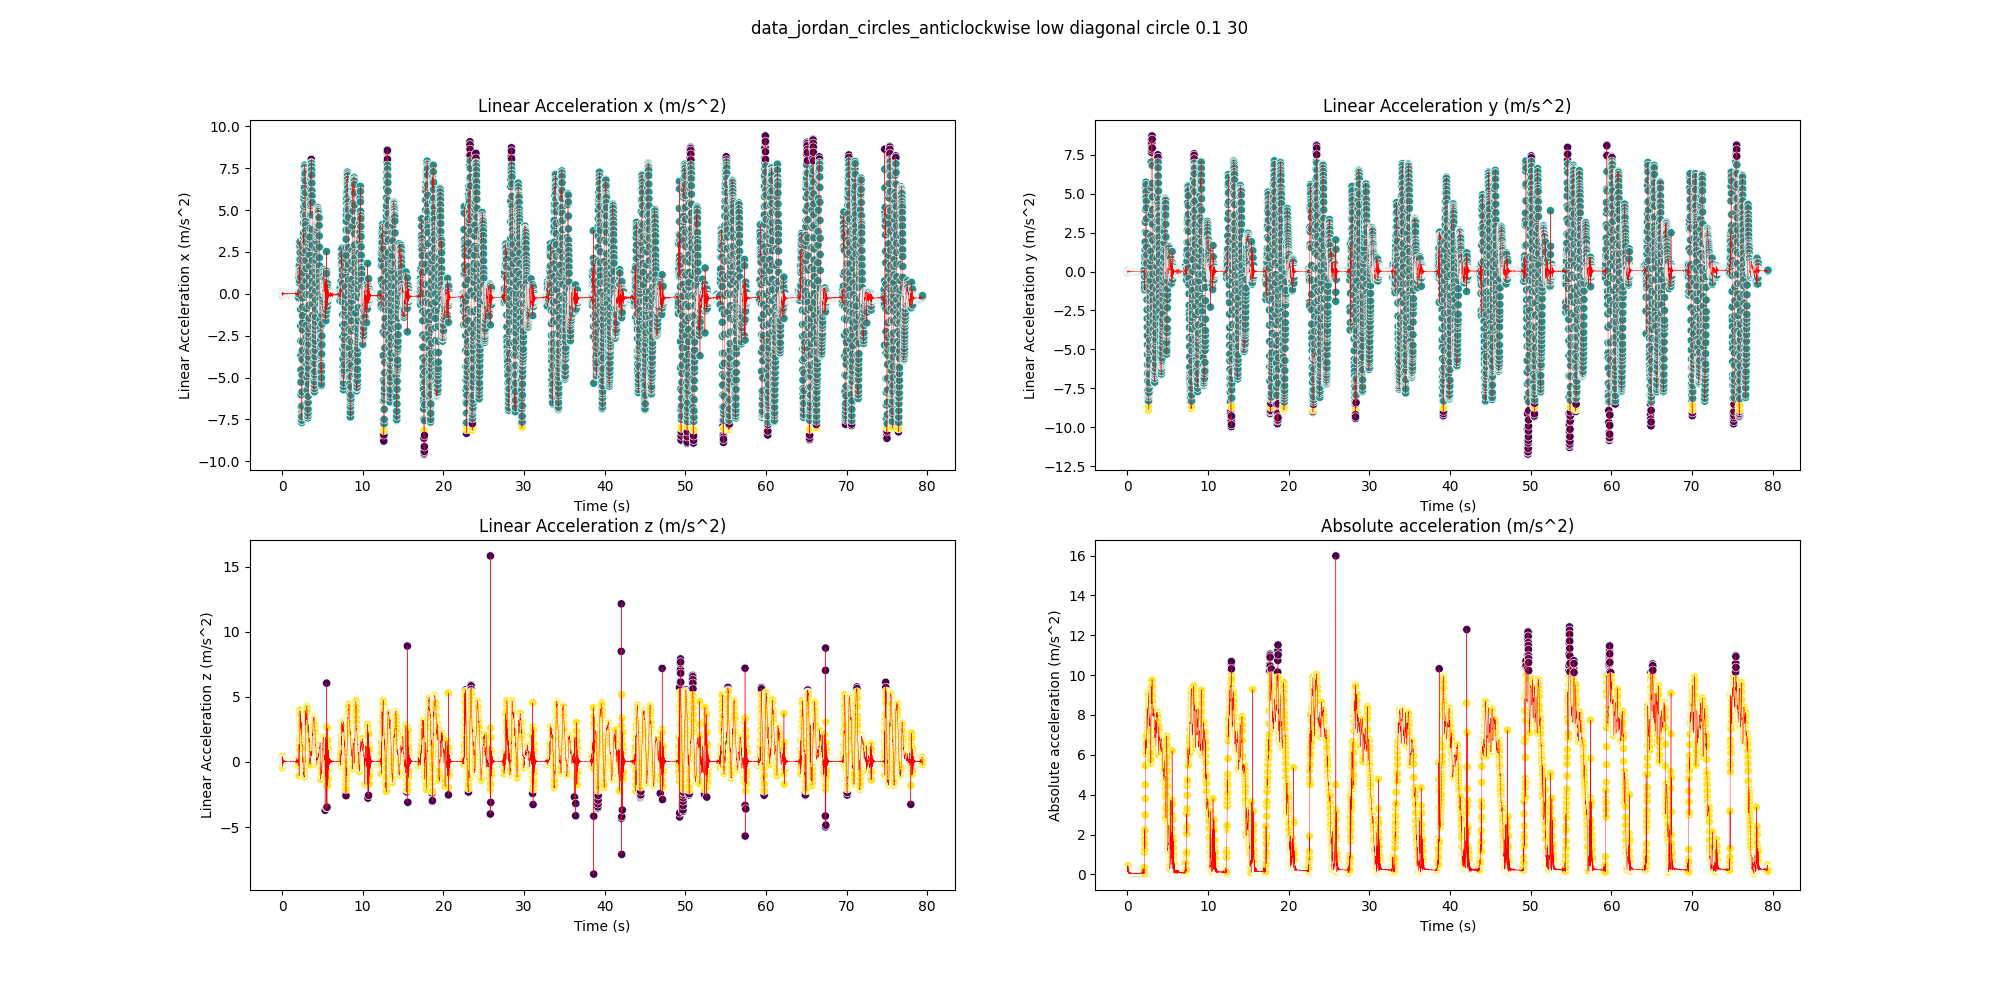 data_jordan_circles_anticlockwise low diagonal circle 0.1 30
Linear Acceleration x (m/s^2)
Linear Acceleration x (m/s^2)
10.0
7.5
5.0
2.5
0.0
−2.5
−5.0
−7.5
−10.0
0 10 20 30 40 50 60 70 80
Time (s)
Linear Acceleration y (m/s^2)
Linear Acceleration y (m/s^2)
7.5
5.0
2.5
0.0
−2.5
−5.0
−7.5
−10.0
−12.5
0 10 20 30 40 50 60 70 80
Time (s)
Linear Acceleration z (m/s^2)
Linear Acceleration z (m/s^2)
15
10
5
0
−5
0 10 20 30 40 50 60 70 80
Time (s)
Absolute acceleration (m/s^2)
Absolute acceleration (m/s^2)
16
14
12
10
8
6
4
2
0
0 10 20 30 40 50 60 70 80
Time (s)